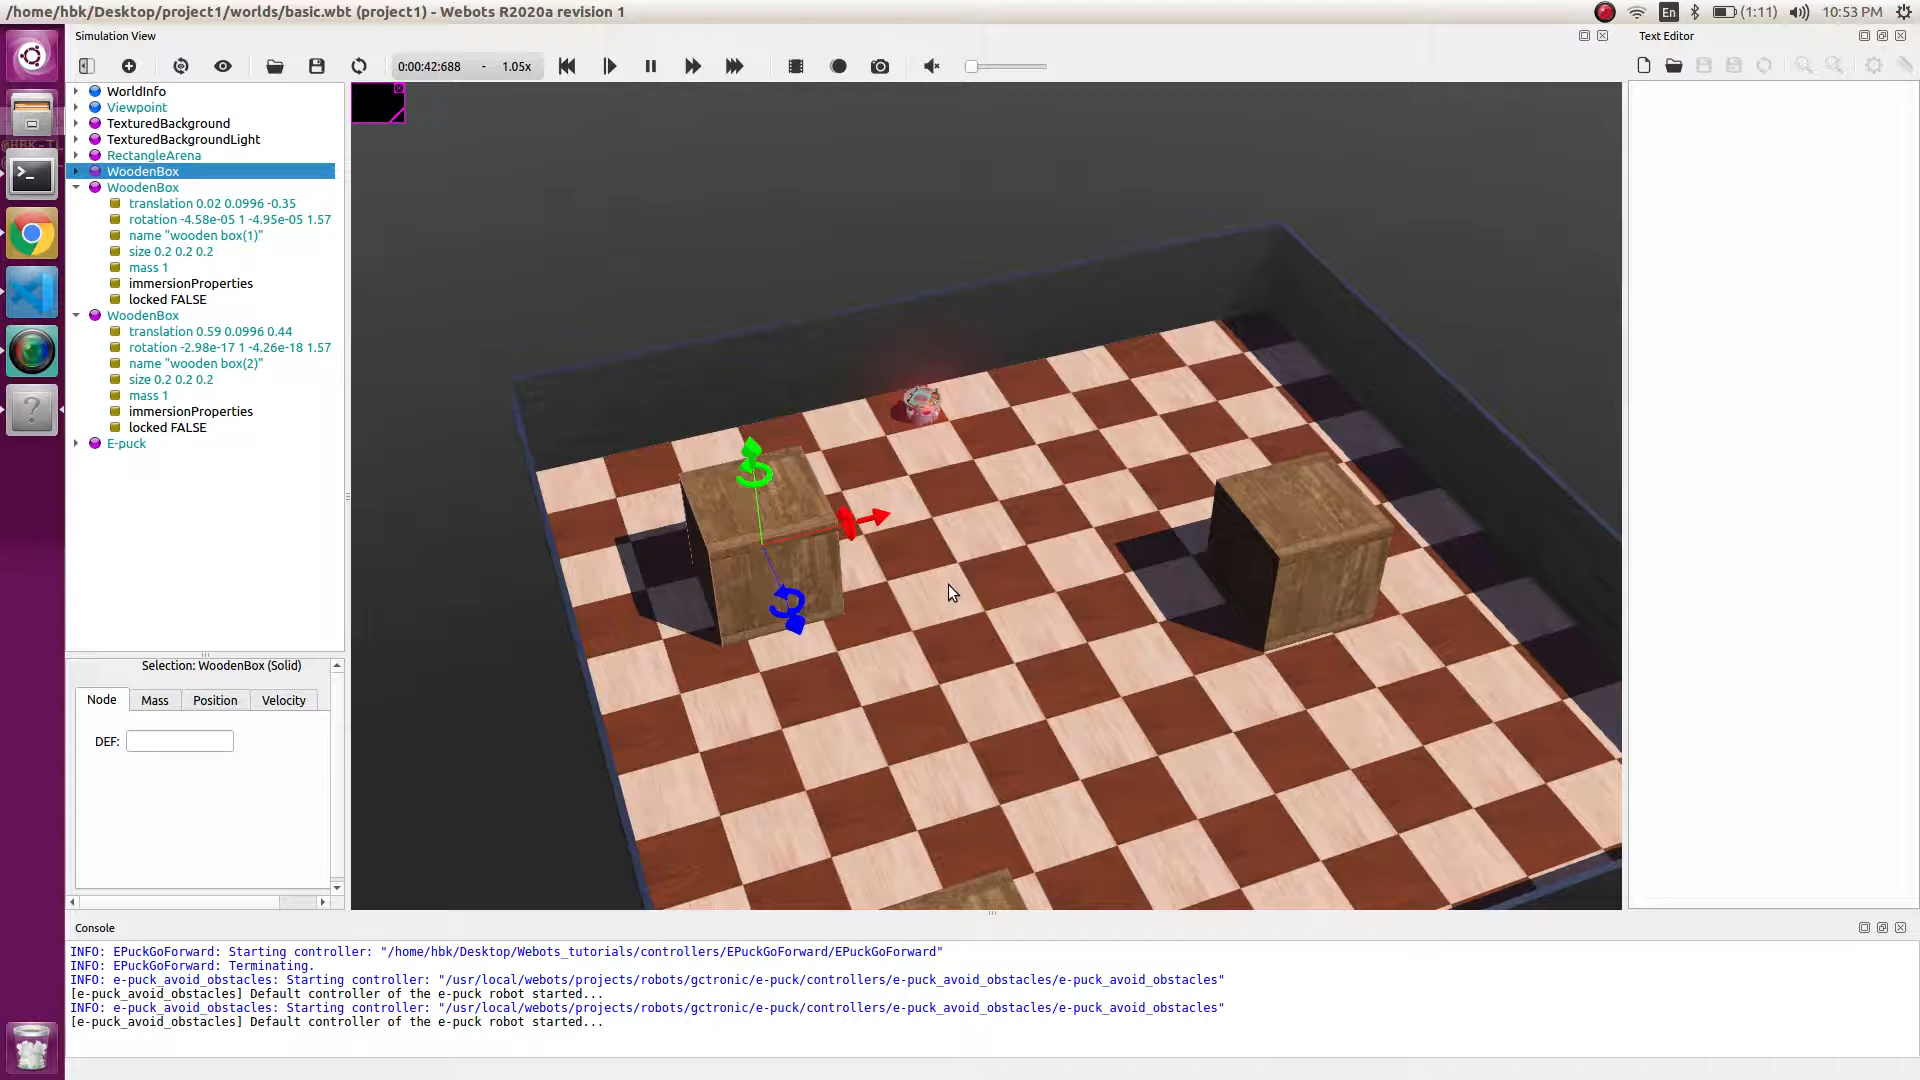 /home/hbk/Desktop/project1/worlds/basic.wbt (project1) - Webots R2020a revision 1
En
(1:11)
10:53 PM
Simulation View
Text Editor
0:00:42:688 - 1.05x
WorldInfo
Viewpoint
TexturedBackground
TexturedBackgroundLight
RectangleArena
WoodenBox
WoodenBox
translation 0.02 0.0996 -0.35
rotation -4.58e-05 1 -4.95e-05 1.57
name "wooden box(1)"
size 0.2 0.2 0.2
mass 1
immersionProperties
locked FALSE
WoodenBox
translation 0.59 0.0996 0.44
rotation -2.98e-17 1 -4.26e-18 1.57
name "wooden box(2)"
size 0.2 0.2 0.2
mass 1
immersionProperties
locked FALSE
E-puck
Selection: WoodenBox (Solid)
Node
Mass
Position
Velocity
DEF:
Console
INFO: EPuckGoForward: Starting controller: "/home/hbk/Desktop/Webots_tutorials/controllers/EPuckGoForward/EPuckGoForward"
INFO: EPuckGoForward: Terminating.
INFO: e-puck_avoid_obstacles: Starting controller: "/usr/local/webots/projects/robots/gctronic/e-puck/controllers/e-puck_avoid_obstacles/e-puck_avoid_obstacles"
[e-puck_avoid_obstacles] Default controller of the e-puck robot started...
INFO: e-puck_avoid_obstacles: Starting controller: "/usr/local/webots/projects/robots/gctronic/e-puck/controllers/e-puck_avoid_obstacles/e-puck_avoid_obstacles"
[e-puck_avoid_obstacles] Default controller of the e-puck robot started...